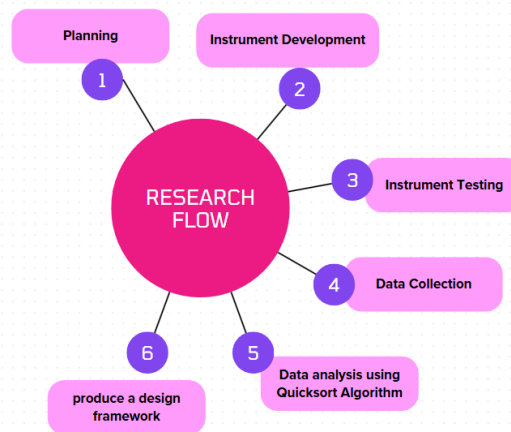 Planning
1
Instrument Development
2
RESEARCH
FLOW
3
Instrument Testing
4
Data Collection
5
Data analysis using
Quicksort Algorithm
6
produce a design
framework